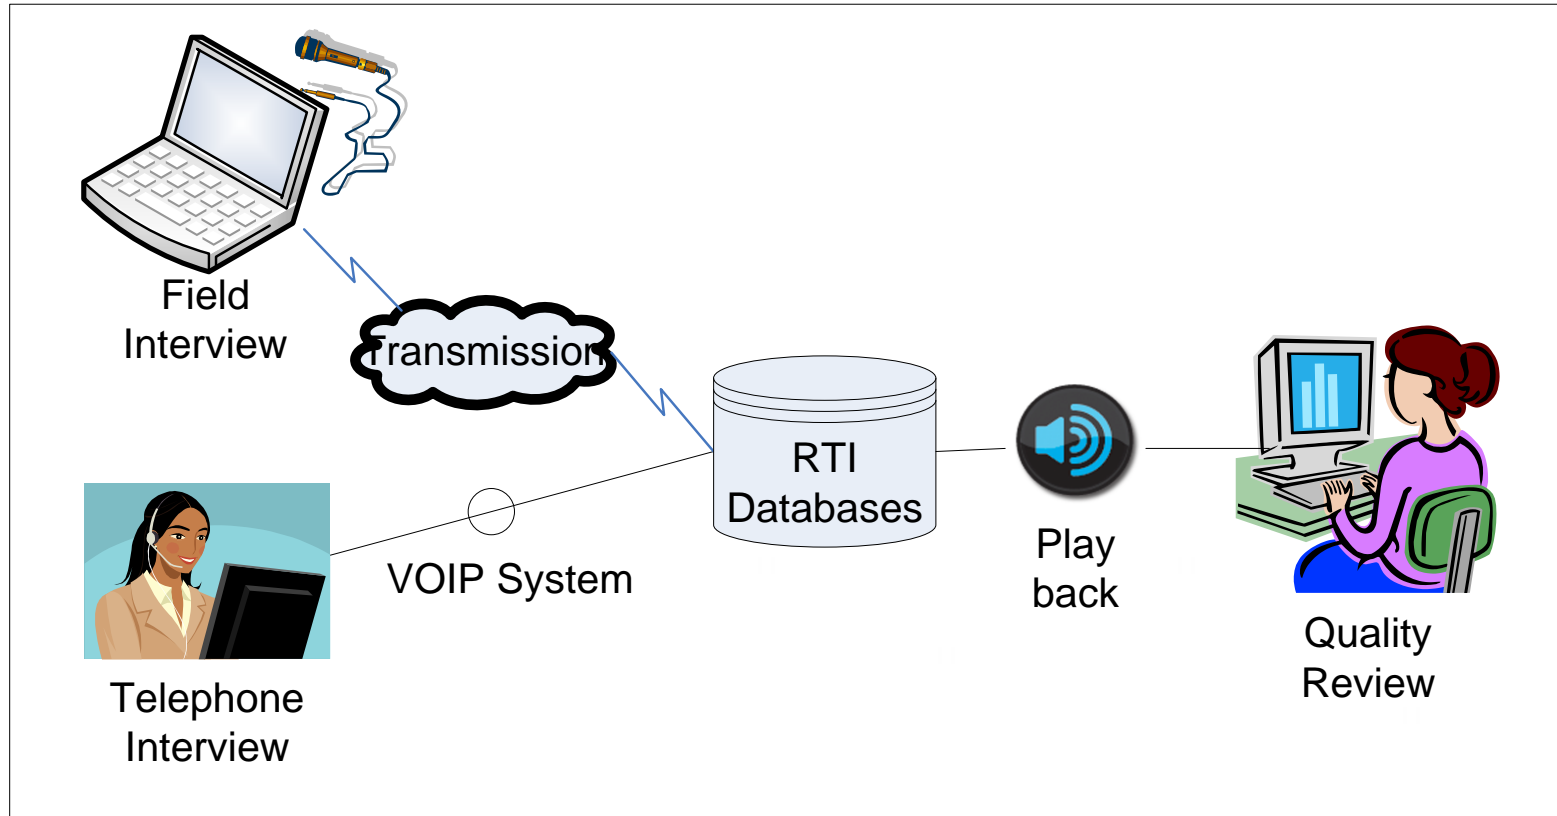 Field
Interview
Transmission
RTI
Databases
VOIP System
Play
back
Quality
Review
Telephone
Interview